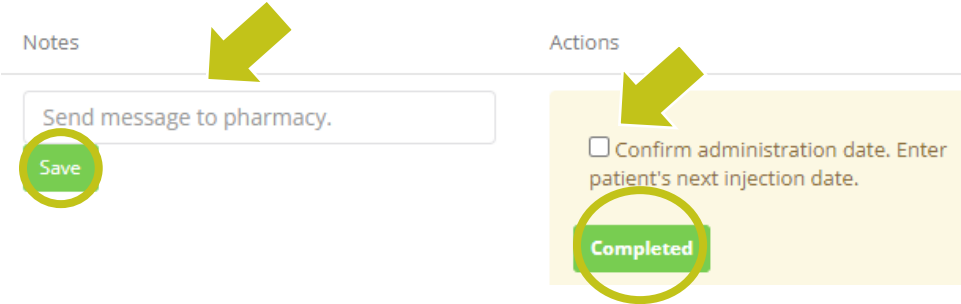 Notes
Actions
Send message to pharmacy.
Save
Confirm administration date. Enter
patient's next injection date.
Completed